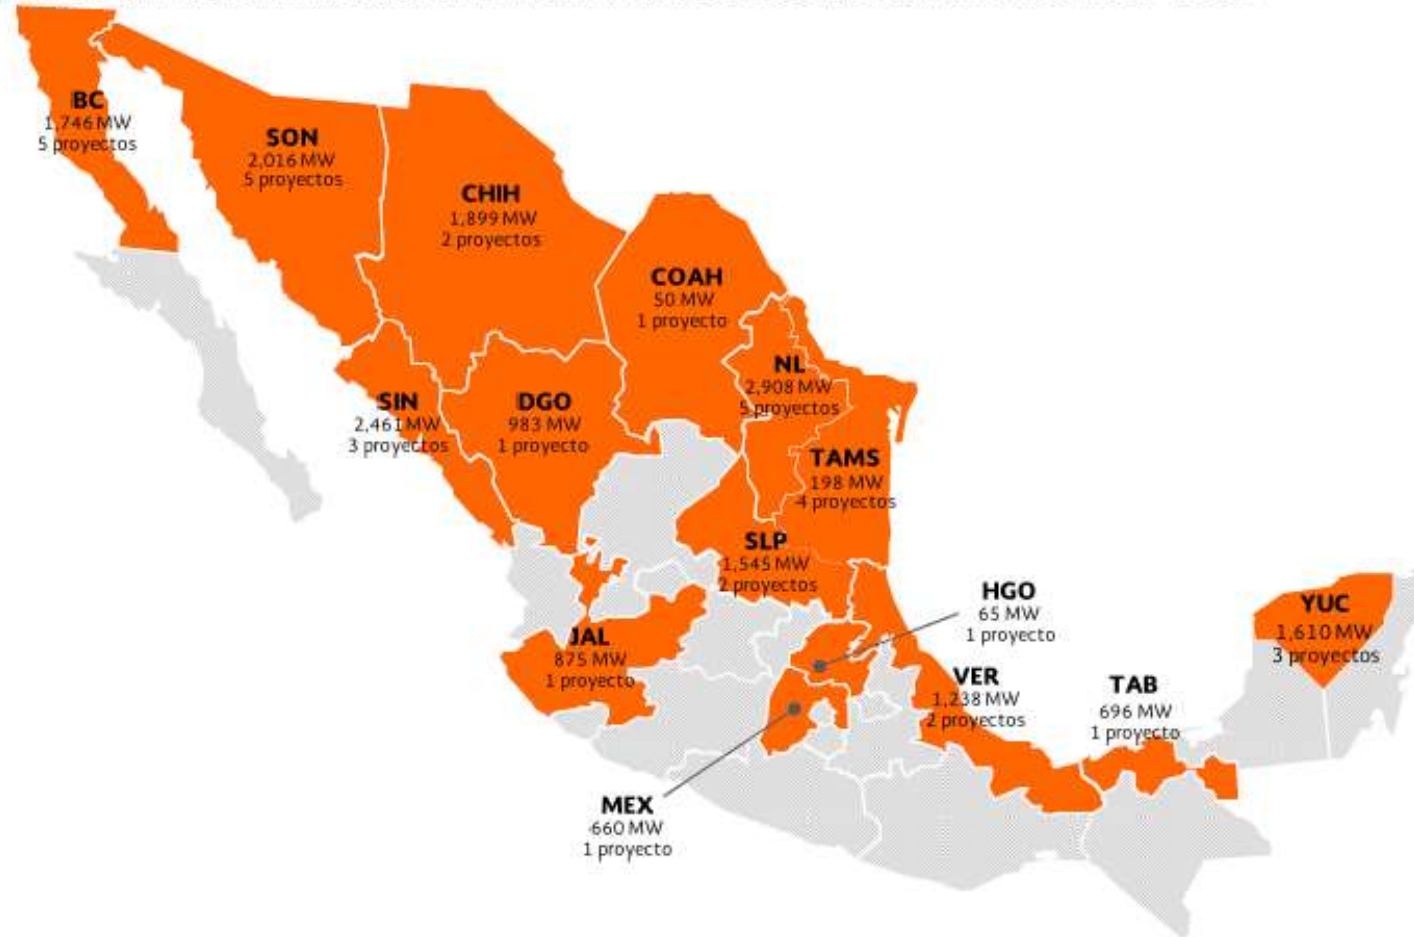 BC
1,746 MW
5 proyectos
SON
2,016 MW
5 proyectos
CHIH
1,899 MW
2 proyectos
COAH
50 MW
1 proyecto
NL
2,908 MW
5 proyectos
SIN
2,461 MW
3 proyectos
DGO
983 MW
1 proyecto
TAMS
198 MW
4 proyectos
SLP
1,545 MW
2 proyectos
HGO
65 MW
1 proyecto
YUC
1,610 MW
3 proyectos
JAL
875 MW
1 proyecto
VER
1,238 MW
2 proyectos
TAB
696 MW
1 proyecto
MEX
660 MW
1 proyecto